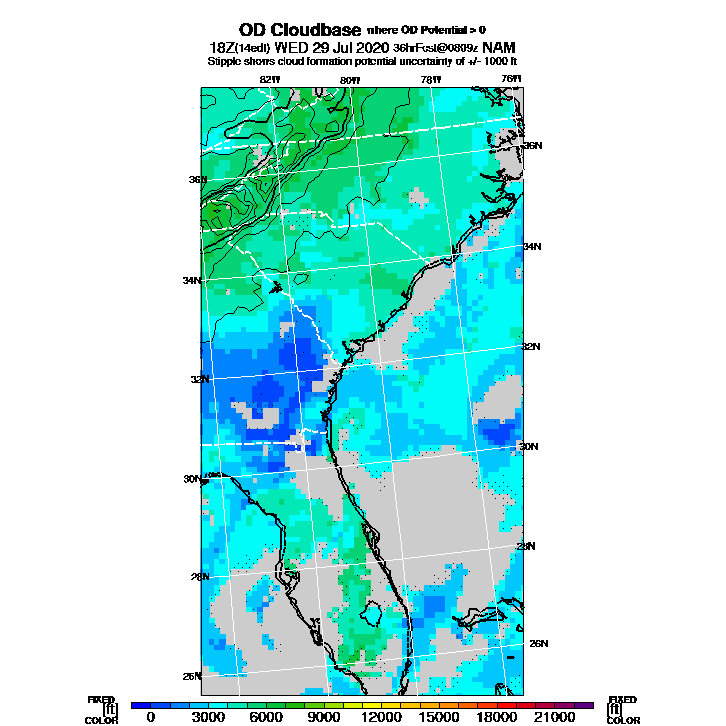 OD Cloudbase where OD Potential > 0
18Z(14edt) WED 29 Jul 2020 36hrFcst@0809z NAM
Stipple shows cloud formation potential uncertainty of +/- 1000 ft
82W 80W 78W 76W
36N
36N
34N
34N
32N
32N
30N
30N
28N
28N
26N
26N
FIXED FIXED
[ft] [ft]
COLOR COLOR
0 3000 6000 9000 12000 15000 18000 21000